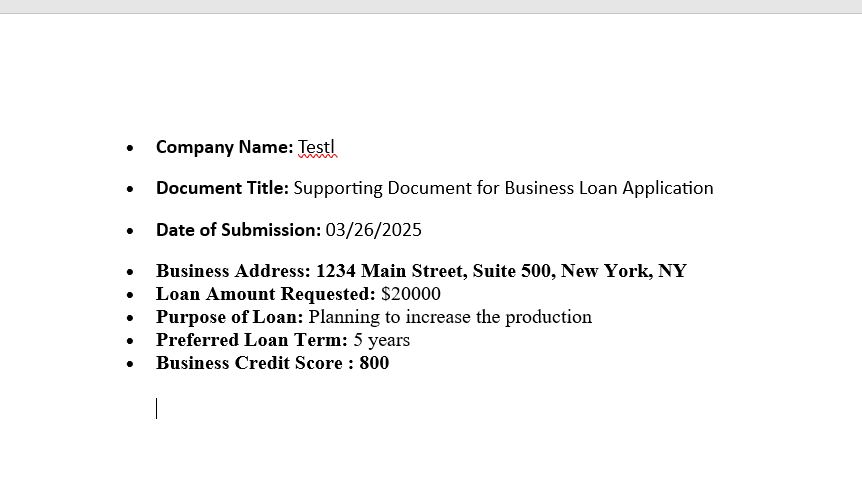 • Company Name: Testl
• Document Title: Supporting Document for Business Loan Application
• Date of Submission: 03/26/2025
• Business Address: 1234 Main Street, Suite 500, New York, NY
• Loan Amount Requested: $20000
• Purpose of Loan: Planning to increase the production
• Preferred Loan Term: 5 years
• Business Credit Score : 800